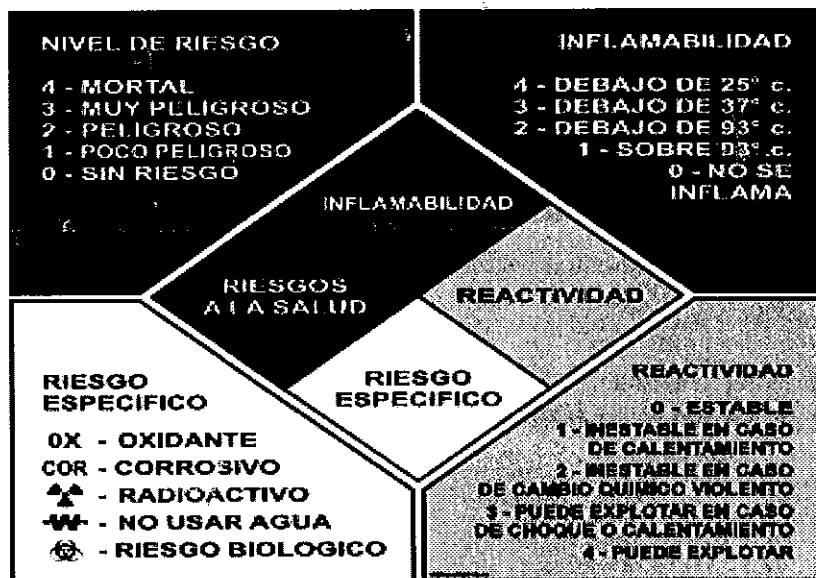 NIVEL DE RIESGO
4 - MORTAL
3 - MUY PELIGROSO
2 - PELIGROSO
1 - POCO PELIGROSO
0 - SIN RIESGO
INFLAMABILIDAD
4 - DEBAJO DE 25° c.
3 - DEBAJO DE 37° c.
2 - DEBAJO DE 93° c.
1 - SOBRE 93° c.
0 - NO SE
INFLAMA
INFLAMABILIDAD
RIESGOS
A LA SALUD
REACTIVIDAD
RIESGO
ESPECIFICO
RIESGO
ESPECIFICO
0X - OXIDANTE
COR - CORROSIVO
- RADIOACTIVO
W - NO USAR AGUA
- RIESGO BIOLOGICO
REACTIVIDAD
0 - ESTABLE
1 - INESTABLE EN CASO
DE CALENTAMIENTO
2 - INESTABLE EN CASO
DE CAMBIO QUIMICO VIOLENTO
3 - PUEDE EXPLOTAR EN CASO
DE CHOQUE O CALENTAMIENTO
4 - PUEDE EXPLOTAR